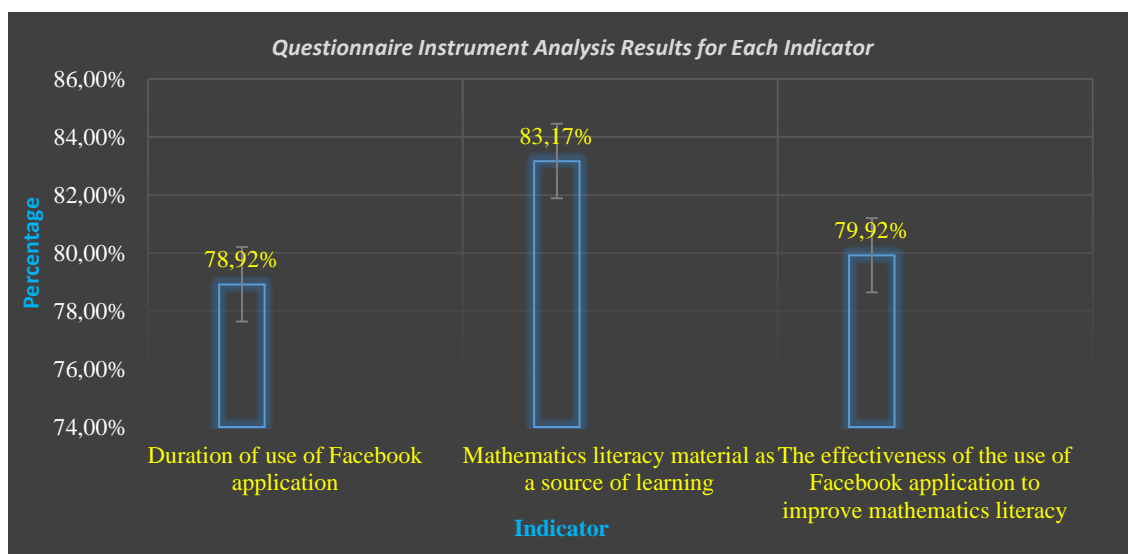 Questionnaire Instrument Analysis Results for Each Indicator
86,00%
84,00%
82,00%
80,00%
78,00%
76,00%
74,00%
Percentage
78,92%
83,17%
79,92%
Duration of use of Facebook
application
Mathematics literacy material as
a source of learning
The effectiveness of the use of
Facebook application to
improve mathematics literacy
Indicator